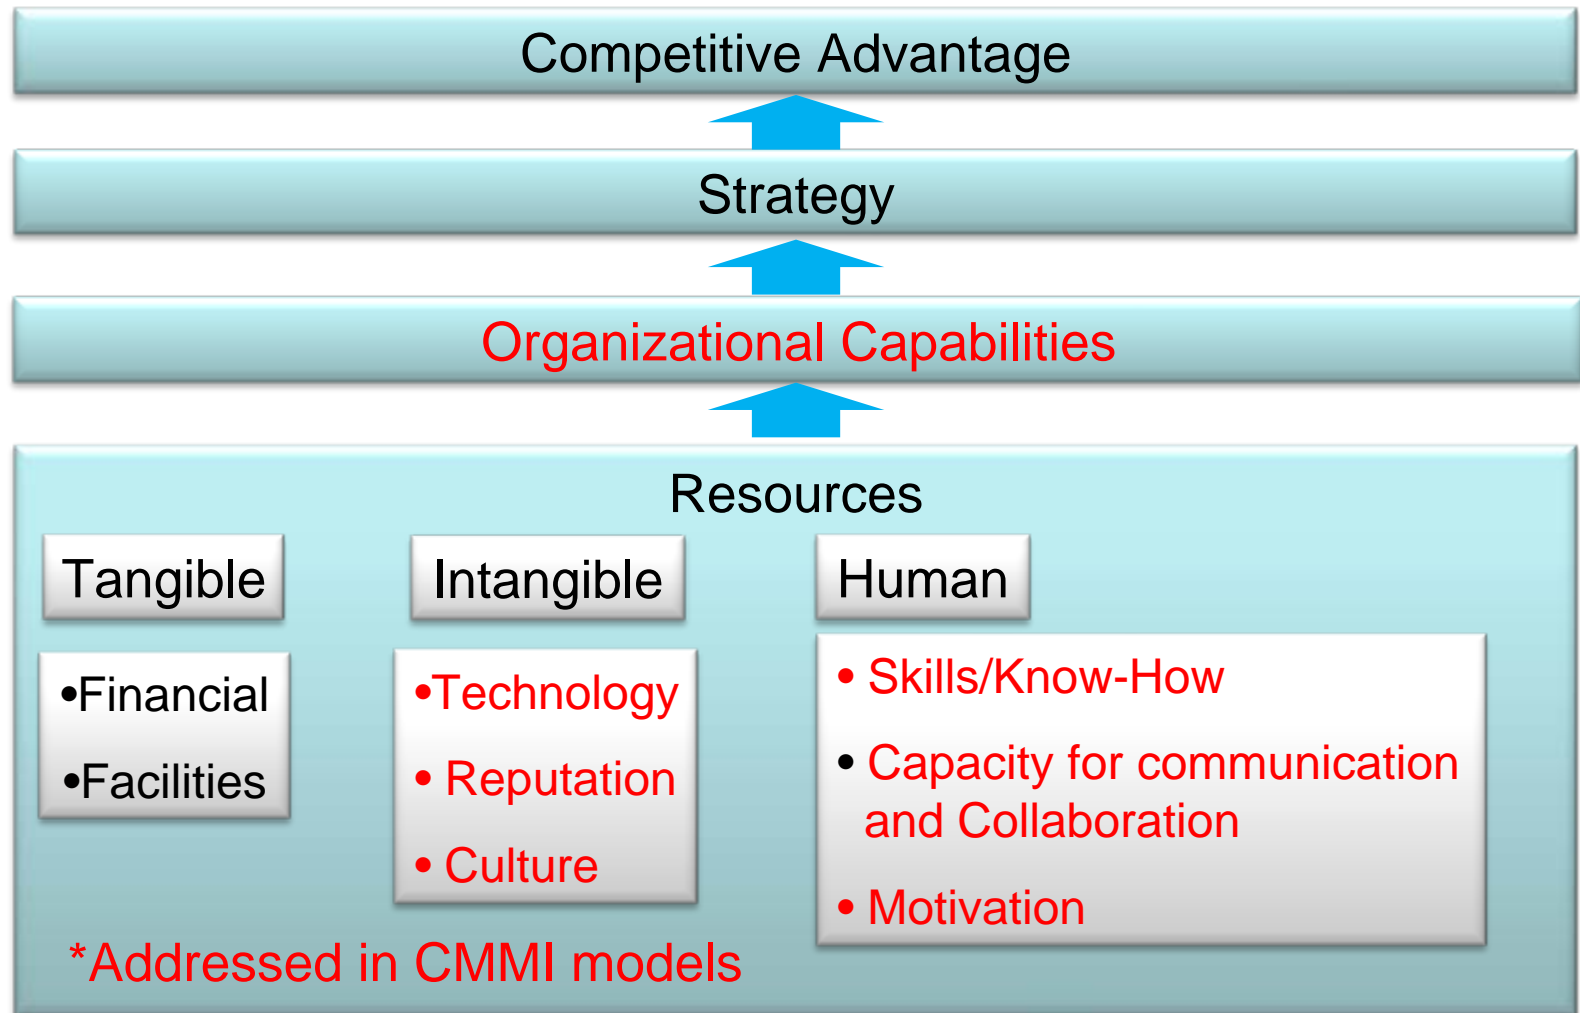 Competitive Advantage
Strategy
Organizational Capabilities
Resources
Tangible
•Financial
•Facilities
Intangible
•Technology
• Reputation
• Culture
Human
• Skills/Know-How
• Capacity for communication
and Collaboration
• Motivation
*Addressed in CMMI models